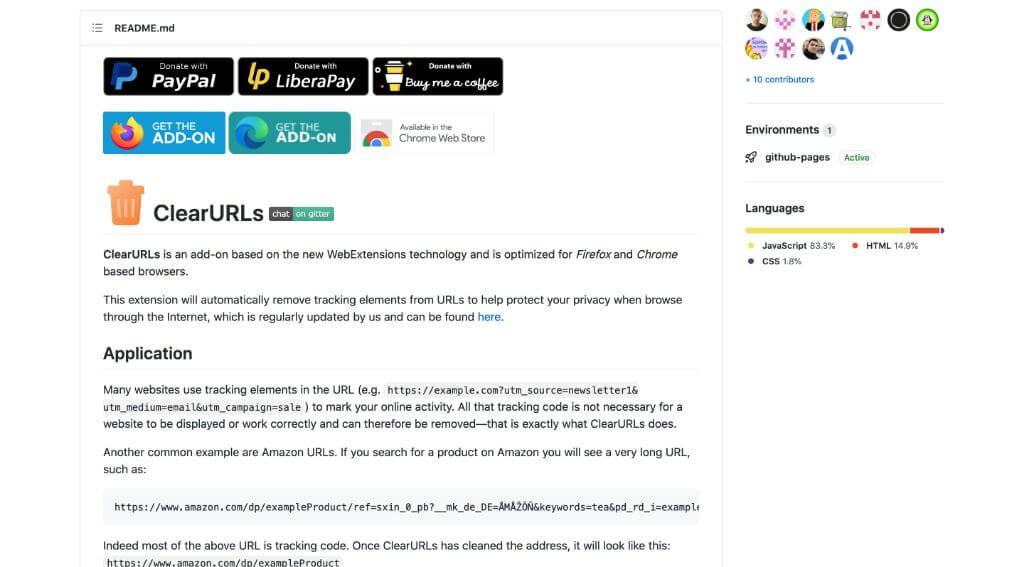 README.md
Donate with PayPal
Donate with LiberaPay
Donate with Buy me a coffee
GET THE ADD-ON
GET THE ADD-ON
Available in the Chrome Web Store
ClearURLs chat on gitter
ClearURLs is an add-on based on the new WebExtensions technology and is optimized for Firefox and Chrome
based browsers.
This extension will automatically remove tracking elements from URLs to help protect your privacy when browse
through the Internet, which is regularly updated by us and can be found here.
Application
Many websites use tracking elements in the URL (e.g. https://example.com?utm_source=newsletter1&
utm_medium=email&utm_campaign=sale ) to mark your online activity. All that tracking code is not necessary for a
website to be displayed or work correctly and can therefore be removed—that is exactly what ClearURLs does.
Another common example are Amazon URLs. If you search for a product on Amazon you will see a very long URL,
such as:
https://www.amazon.com/dp/exampleProduct/ref=sxin_0_pb?__mk_de_DE=ÅMÅŽÕÑ&keywords=tea&pd_rd_i=example
Indeed most of the above URL is tracking code. Once ClearURLs has cleaned the address, it will look like this:
https://www.amazon.com/dp/exampleProduct
+ 10 contributors
Environments 1
github-pages Active
Languages
JavaScript 83.3% HTML 14.9%
CSS 1.8%